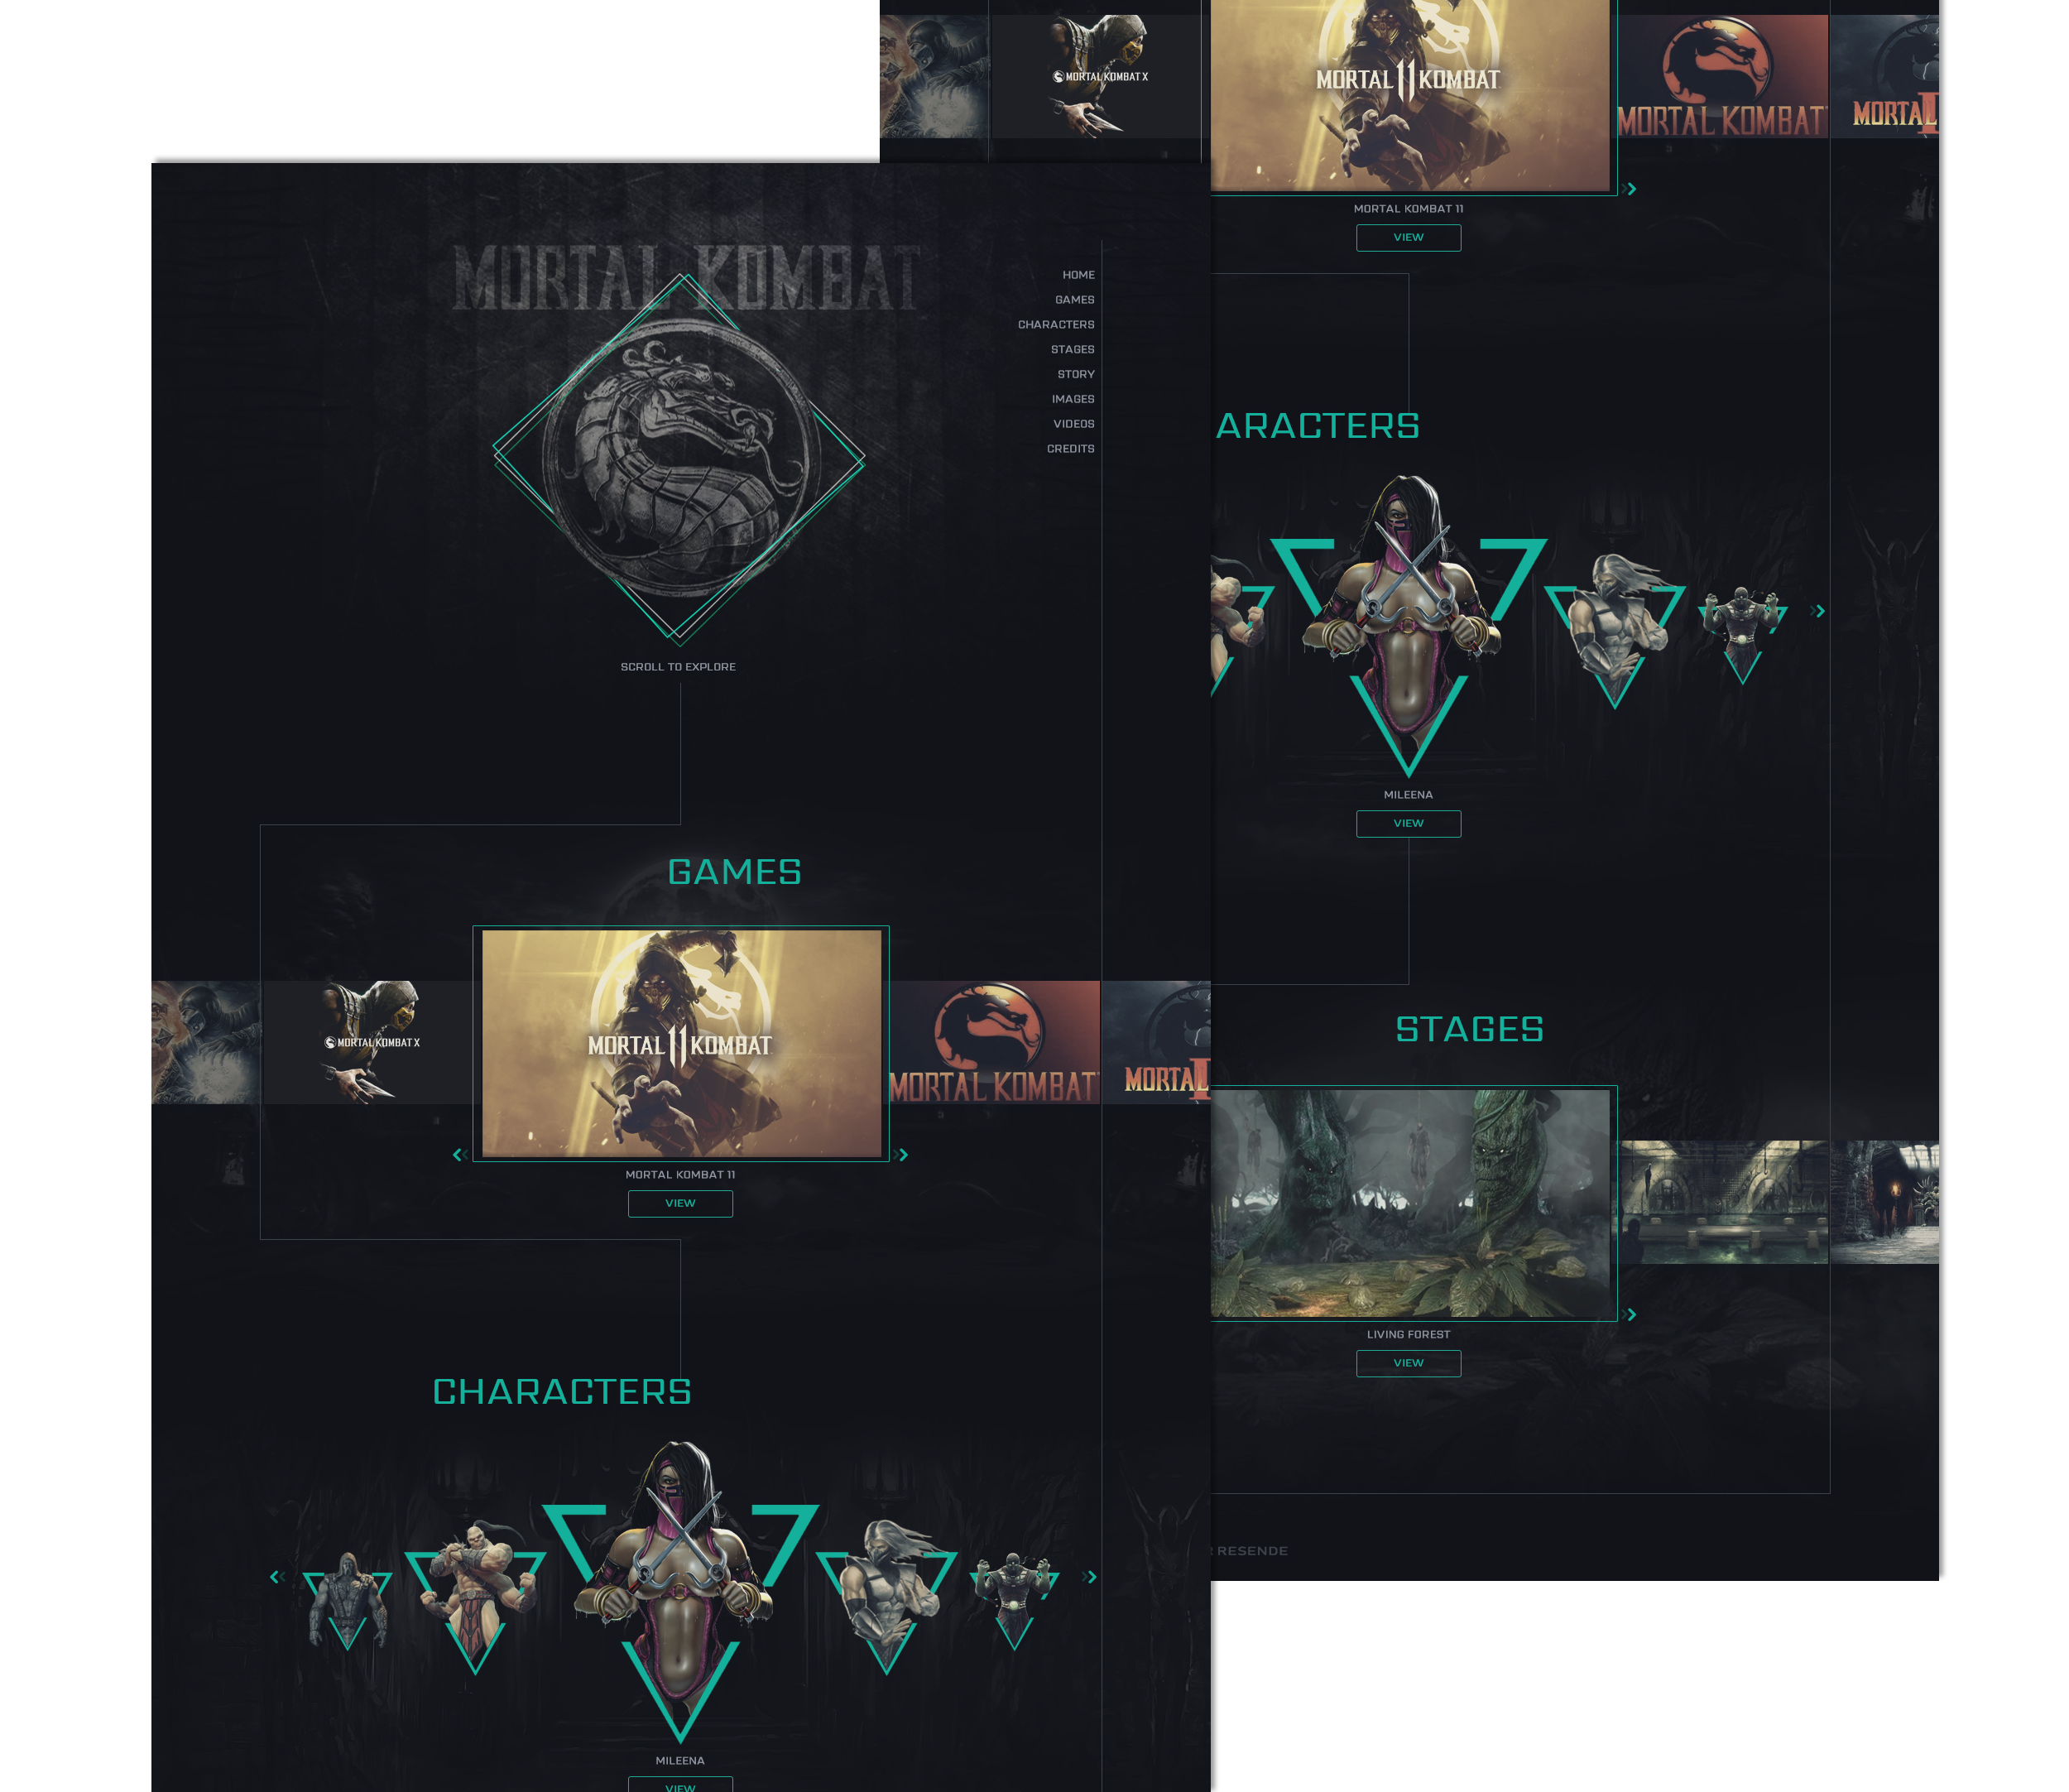 MORTAL KOMBAT
HOME
GAMES
CHARACTERS
STAGES
STORY
IMAGES
VIDEOS
CREDITS
SCROLL TO EXPLORE
GAMES
MORTAL KOMBAT X
MORTAL 11 KOMBAT
MORTAL KOMBAT
MORTAL
MORTAL KOMBAT 11
VIEW
CHARACTERS
MILEENA
VIEW
MORTAL KOMBAT X
MORTAL 11 KOMBAT
MORTAL KOMBAT
MORTAL
MORTAL KOMBAT 11
VIEW
ARACTERS
MILEENA
VIEW
STAGES
LIVING FOREST
VIEW
RESENDE